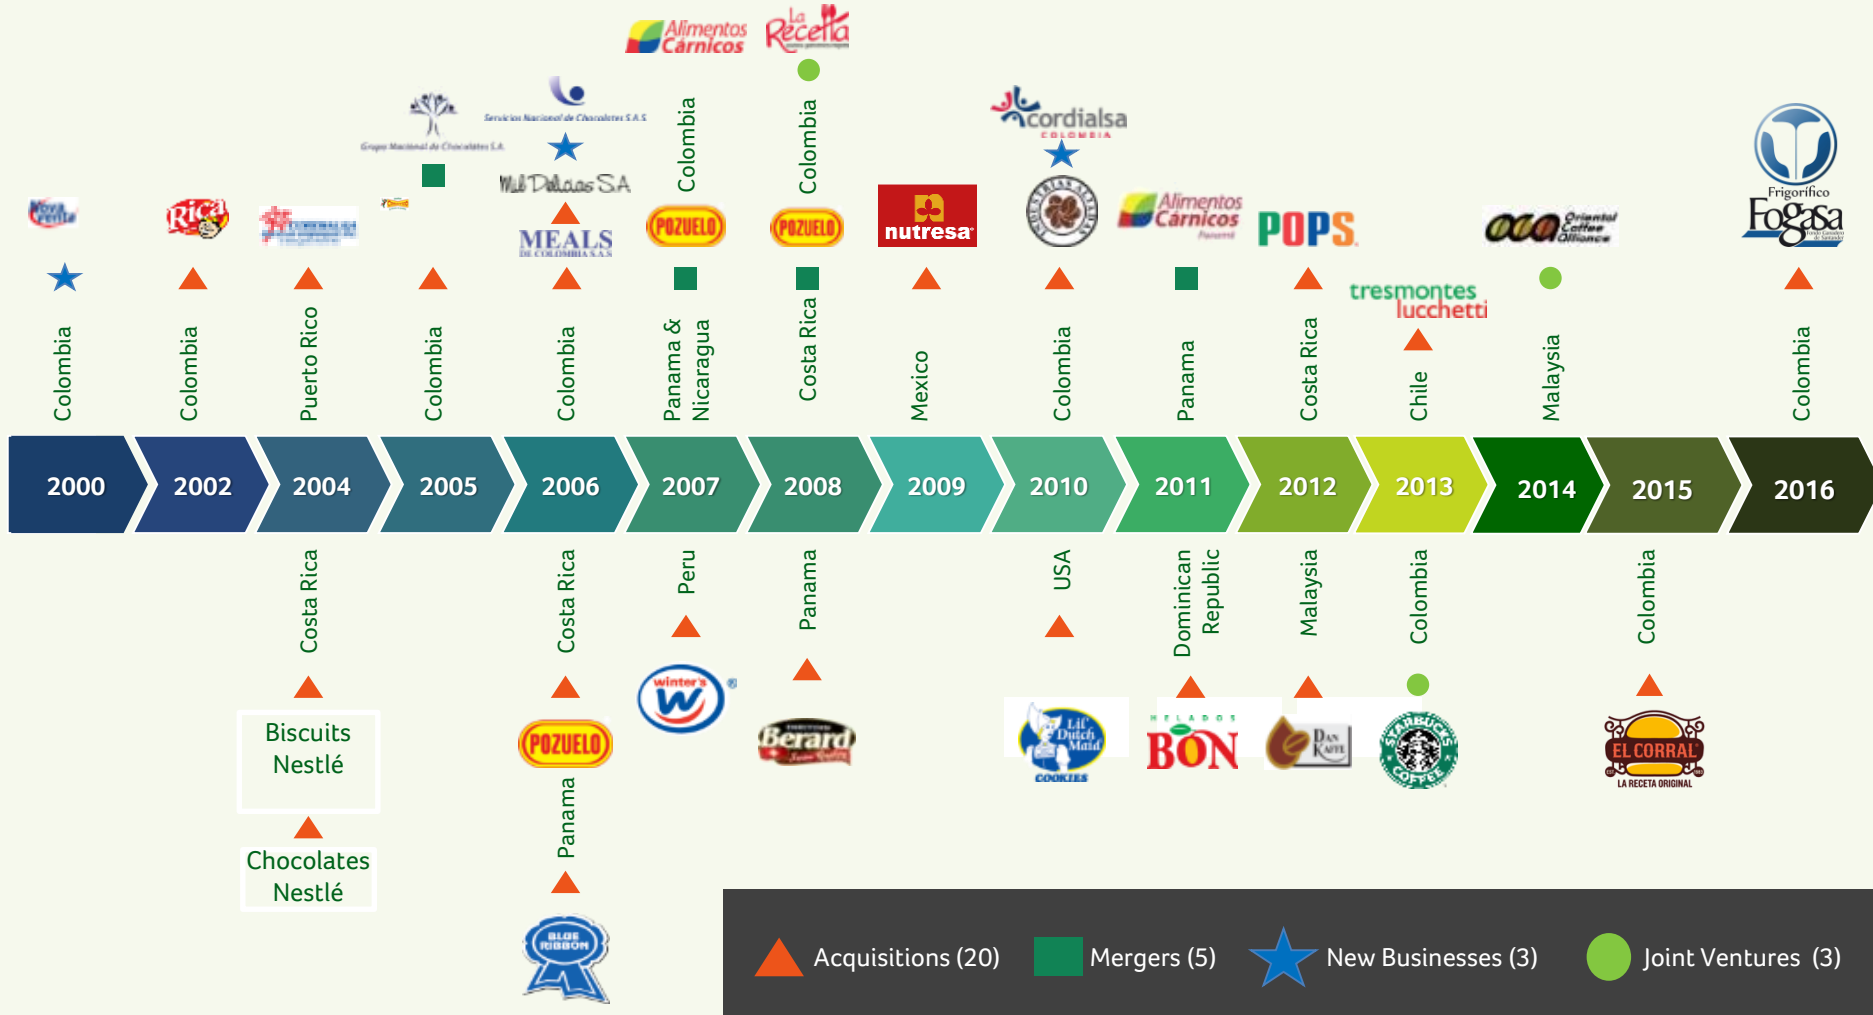 Alimentos
Cárnicos
La
Receta
Colombia
Colombia
Grupo Nacional de Chocolates S.A.
Servicios Nacional de Chocolates S.A.S
Mil Delicias S.A
MEALS
DE COLOMBIA S.A.S
Nova
venta
Rica
POZUELO
POZUELO
nutresa
cordialsa
COLOMBIA
Alimentos
Cárnicos
Panamá
POPS
tresmontes
lucchetti
Oriental
Coffee
Alliance
Frigorífico
Fogasa
Colombia
Colombia
Puerto Rico
Colombia
Colombia
Panama &
Nicaragua
Costa Rica
Mexico
Colombia
Panama
Costa Rica
Chile
Malaysia
Colombia
2000
2002
2004
2005
2006
2007
2008
2009
2010
2011
2012
2013
2014
2015
2016
Costa Rica
Costa Rica
Peru
Panama
USA
Dominican
Republic
Malaysia
Colombia
Colombia
Biscuits
Nestlé
Chocolates
Nestlé
POZUELO
Panama
BLUE
RIBBON
winter's
W
®
Berard
Lil'
Dutch
Maid
COOKIES
HELADOS
BON
DAN
KAFFE
STARBUCKS
COFFEE
EL CORRAL
LA RECETA ORIGINAL
Acquisitions (20)
Mergers (5)
New Businesses (3)
Joint Ventures (3)